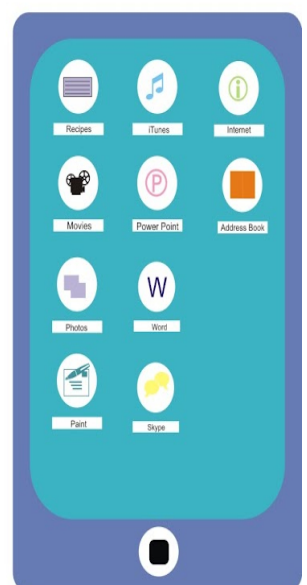 Recipes
iTunes
Internet
Movies
P
Power Point
Address Book
W
Photos
Word
Paint
Skype